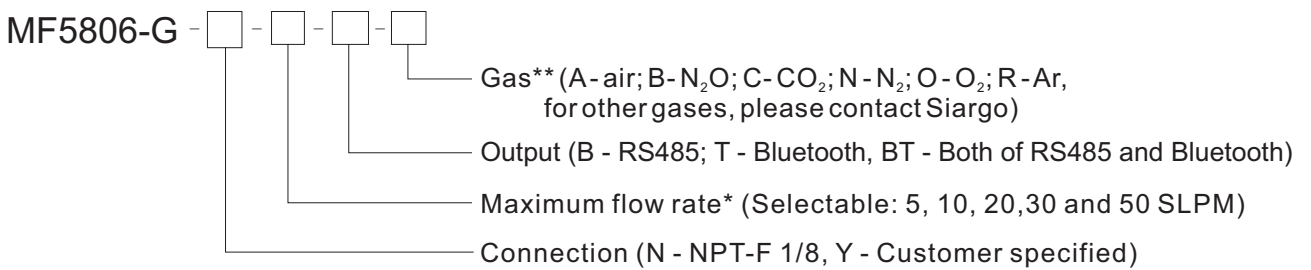 MF5806-G - □ - □ - □ - □
Gas** (A-air; B-N₂O; C-CO₂; N-N₂; O-O₂; R-Ar,
for other gases, please contact Siargo)
Output (B - RS485; T - Bluetooth, BT - Both of RS485 and Bluetooth)
Maximum flow rate* (Selectable: 5, 10, 20,30 and 50 SLPM)
Connection (N - NPT-F 1/8, Y - Customer specified)